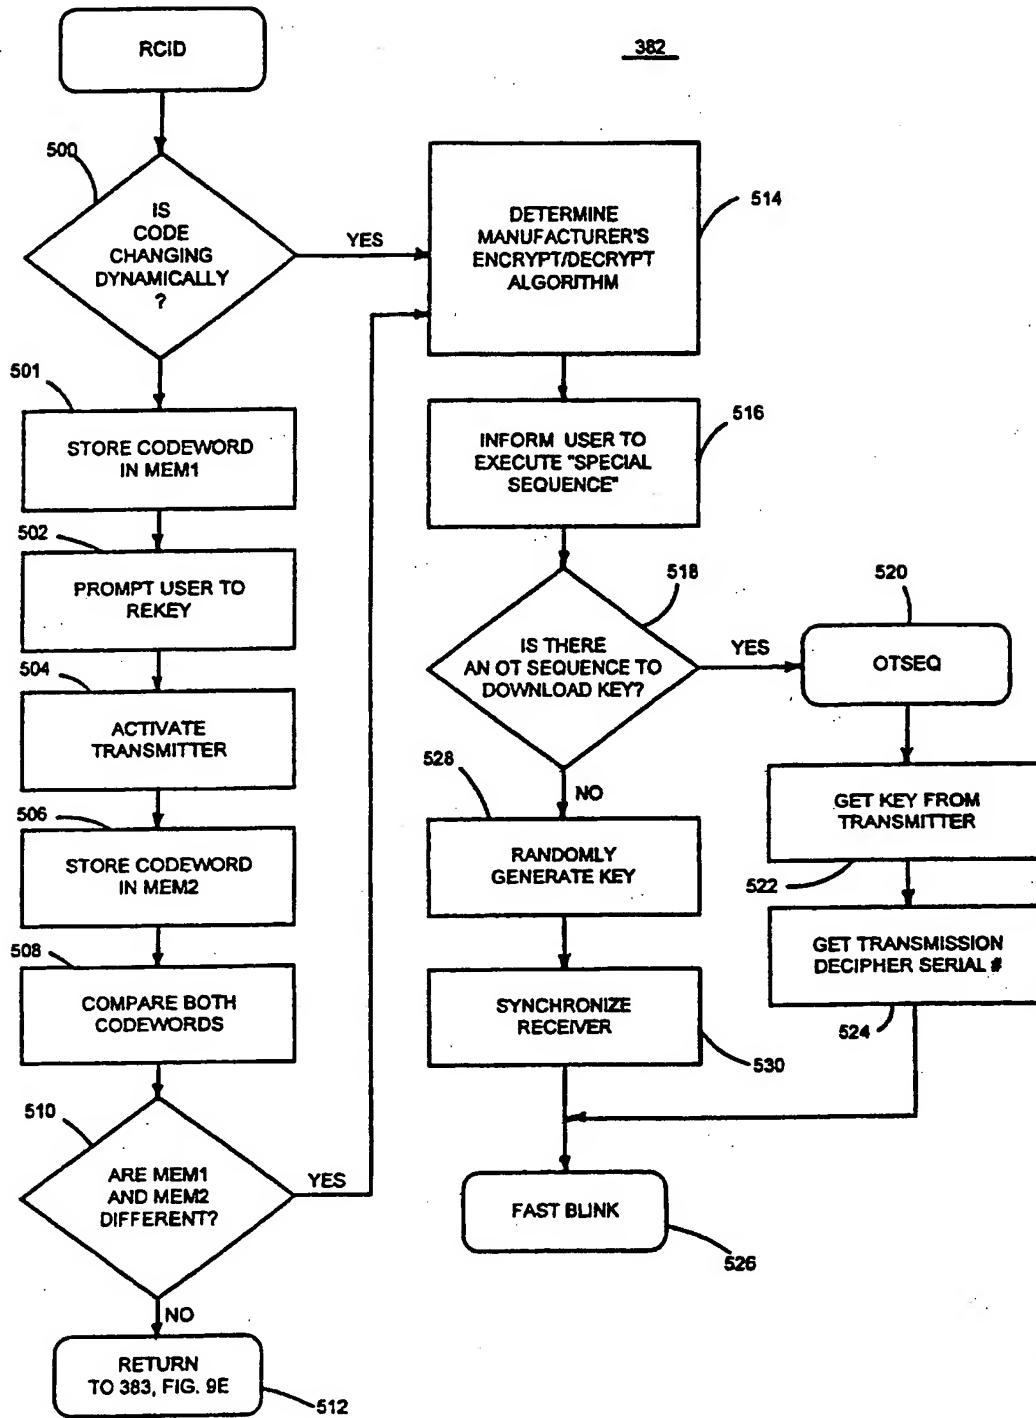 RCID
382
500
IS
CODE
CHANGING
DYNAMICALLY
?
YES
501
STORE CODEWORD
IN MEM1
502
PROMPT USER TO
REKEY
504
ACTIVATE
TRANSMITTER
506
STORE CODEWORD
IN MEM2
508
COMPARE BOTH
CODEWORDS
510
ARE MEM1
AND MEM2
DIFFERENT?
YES
NO
RETURN
TO 383, FIG. 9E
512
DETERMINE
MANUFACTURER'S
ENCRYPT/DECRYPT
ALGORITHM
514
INFORM USER TO
EXECUTE "SPECIAL
SEQUENCE"
516
518
IS THERE
AN OT SEQUENCE TO
DOWNLOAD KEY?
YES
NO
520
OTSEQ
GET KEY FROM
TRANSMITTER
522
GET TRANSMISSION
DECIPHER SERIAL #
524
528
RANDOMLY
GENERATE KEY
SYNCHRONIZE
RECEIVER
530
FAST BLINK
526